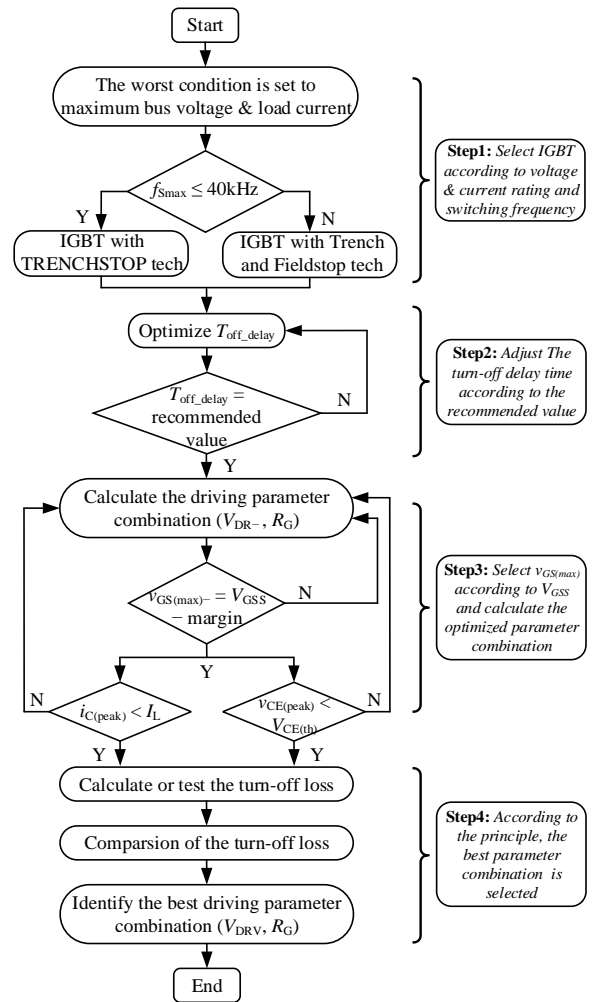 Start
The worst condition is set to
maximum bus voltage & load current
fSmax ≤ 40kHz
Y
N
IGBT with
TRENCHSTOP tech
IGBT with Trench
and Fieldstop tech
Step1: Select IGBT
according to voltage
& current rating and
switching frequency
Optimize Toff_delay
Toff_delay =
recommended
value
N
Y
Step2: Adjust The
turn-off delay time
according to the
recommended value
Calculate the driving parameter
combination (VDR−, RG)
vGS(max)− = VGSS
− margin
N
Y
N
iC(peak) < IL
vCE(peak) <
VCE(th)
N
Y
Y
Step3: Select vGS(max)
according to VGSS
and calculate the
optimized parameter
combination
Calculate or test the turn-off loss
Comparsion of the turn-off loss
Identify the best driving parameter
combination (VDRV, RG)
End
Step4: According to
the principle, the
best parameter
combination is
selected